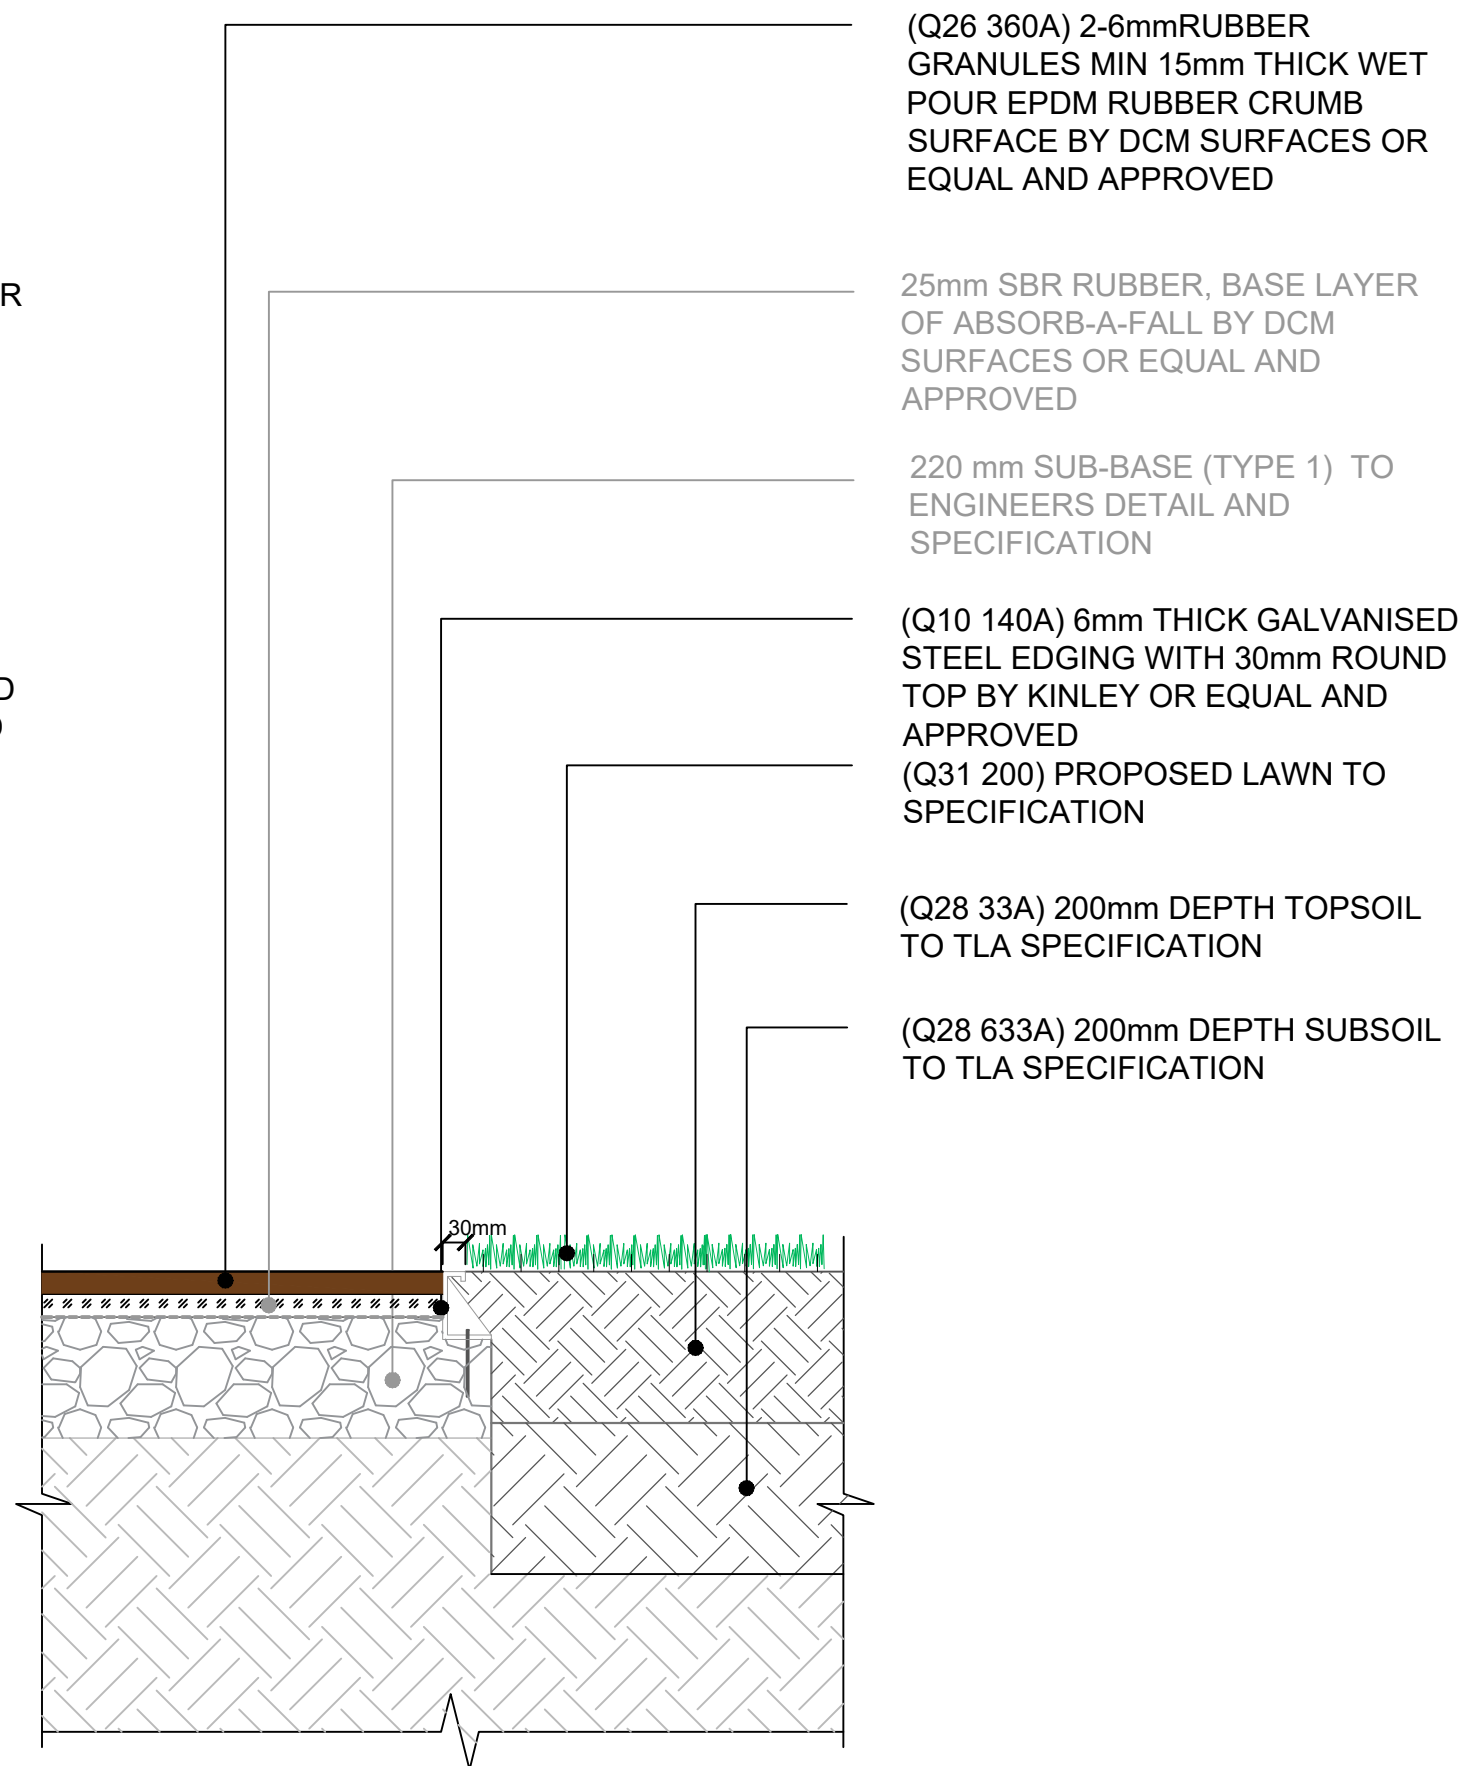 (Q26 360A) 2-6mmRUBBER
GRANULES MIN 15mm THICK WET
POUR EPDM RUBBER CRUMB
SURFACE BY DCM SURFACES OR
EQUAL AND APPROVED
R
25mm SBR RUBBER, BASE LAYER
OF ABSORB-A-FALL BY DCM
SURFACES OR EQUAL AND
APPROVED
220 mm SUB-BASE (TYPE 1) TO
ENGINEERS DETAIL AND
SPECIFICATION
(Q10 140A) 6mm THICK GALVANISED
STEEL EDGING WITH 30mm ROUND
TOP BY KINLEY OR EQUAL AND
APPROVED
D
(Q31 200) PROPOSED LAWN TO
SPECIFICATION
(Q28 33A) 200mm DEPTH TOPSOIL
TO TLA SPECIFICATION
(Q28 633A) 200mm DEPTH SUBSOIL
TO TLA SPECIFICATION
30mm